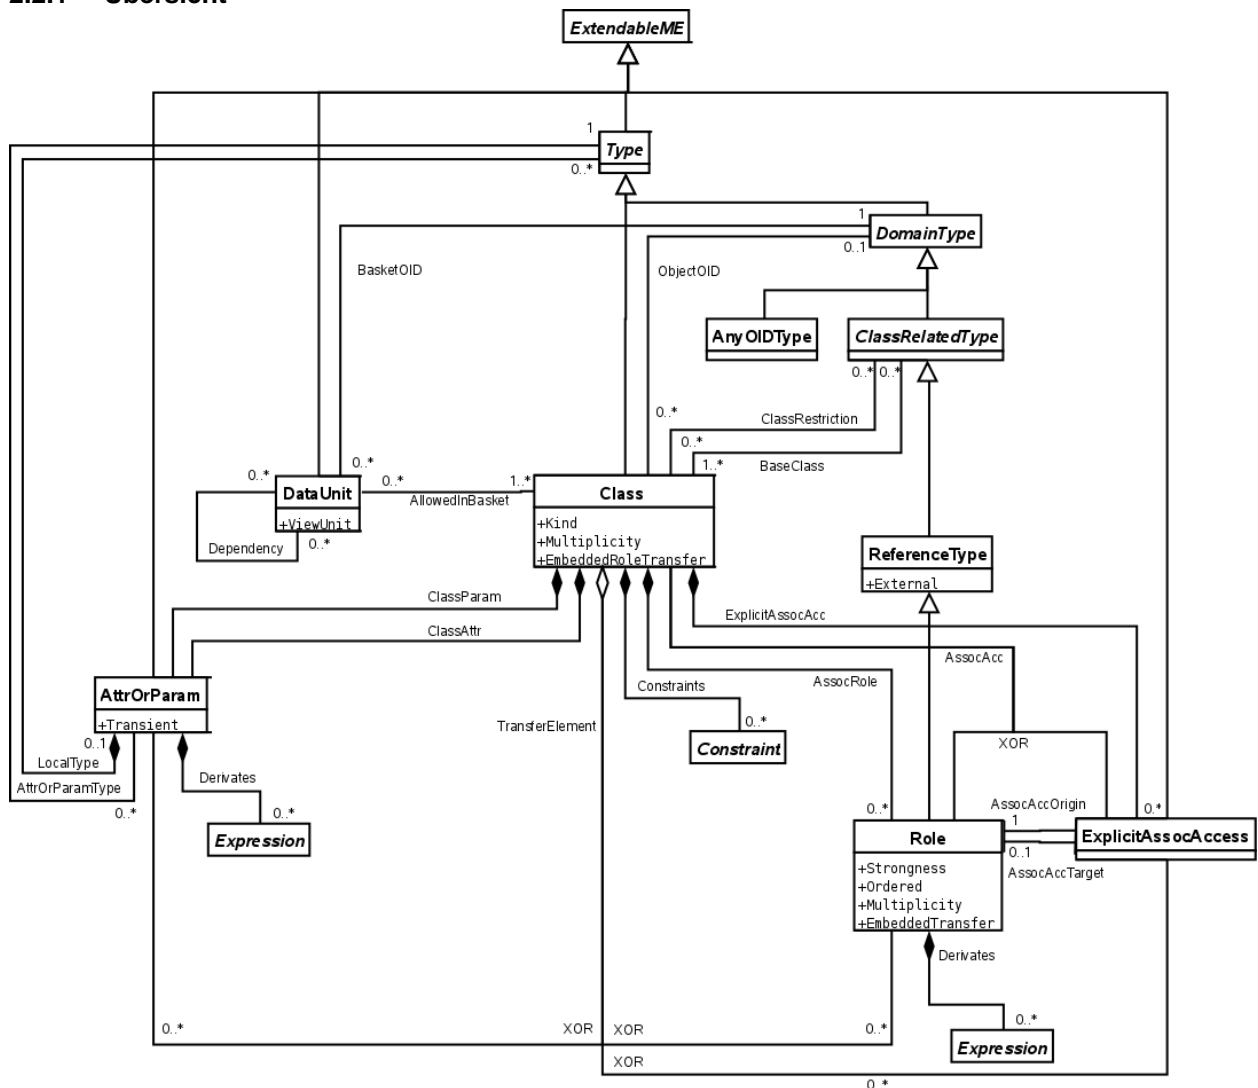 2.2.1 Übersicht
ExtendableME
1
Type
0..*
1
DomainType
0..1
BasketOID
ObjectOID
AnyOIDType
ClassRelatedType
0..* 0..*
0..*
ClassRestriction
0..*
1..*
BaseClass
0..*
0..*
0..*
1..*
AllowedInBasket
DataUnit
+ViewUnit
0..*
Dependency
Class
+Kind
+Multiplicity
+EmbeddedRoleTransfer
ReferenceType
+External
ClassParam
ExplicitAssocAcc
ClassAttr
AssocAcc
AssocRole
Constraints
AttrOrParam
+Transient
0..1
LocalType
AttrOrParamType
0..*
Derivates
0..*
Expression
TransferElement
0..*
Constraint
XOR
AssocAccOrigin
0..*
0..*
1
0..1
AssocAccTarget
ExplicitAssocAccess
Role
+Strongness
+Ordered
+Multiplicity
+EmbeddedTransfer
Derivates
0..*
Expression
0..*
XOR
XOR
0..*
XOR
0..*